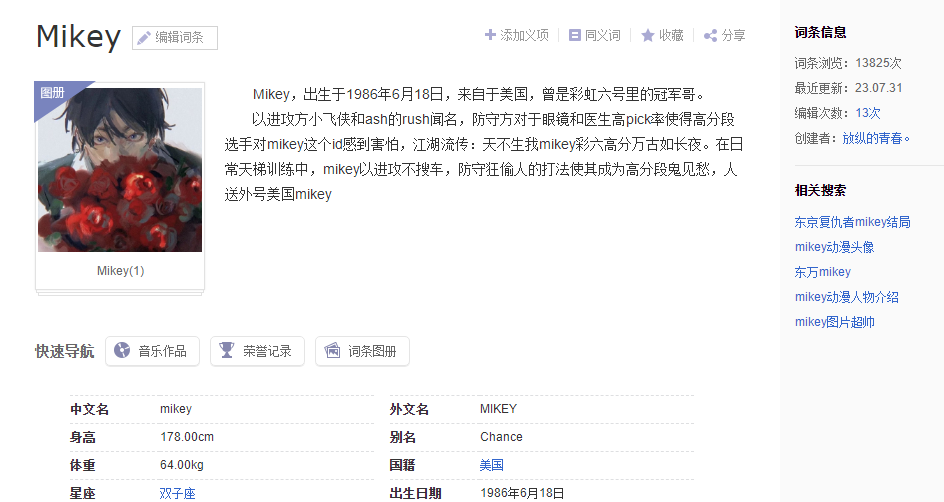 Mikey 编辑词条
添加义项 同义词 收藏 分享
图册
Mikey(1)
Mikey，出生于1986年6月18日，来自于美国，曾是彩虹六号里的冠军哥。
以进攻方小飞侠和ash的rush闻名，防守方对于眼镜和医生高pick率使得高分段
选手对mikey这个id感到害怕，江湖流传：天不生我mikey彩六高分万古如长夜。在日
常天梯训练中，mikey以进攻不搜车，防守狂偷人的打法使其成为高分段鬼见愁，人
送外号美国mikey
快速导航 音乐作品 荣誉记录 词条图册
中文名 mikey 外文名 MIKEY
身高 178.00cm 别名 Chance
体重 64.00kg 国籍 美国
星座 双子座 出生日期 1986年6月18日
词条信息
词条浏览：13825次
最近更新：23.07.31
编辑次数：13次
创建者：放纵的青春。
相关搜索
东京复仇者mikey结局
mikey动漫头像
东万mikey
mikey动漫人物介绍
mikey图片超帅